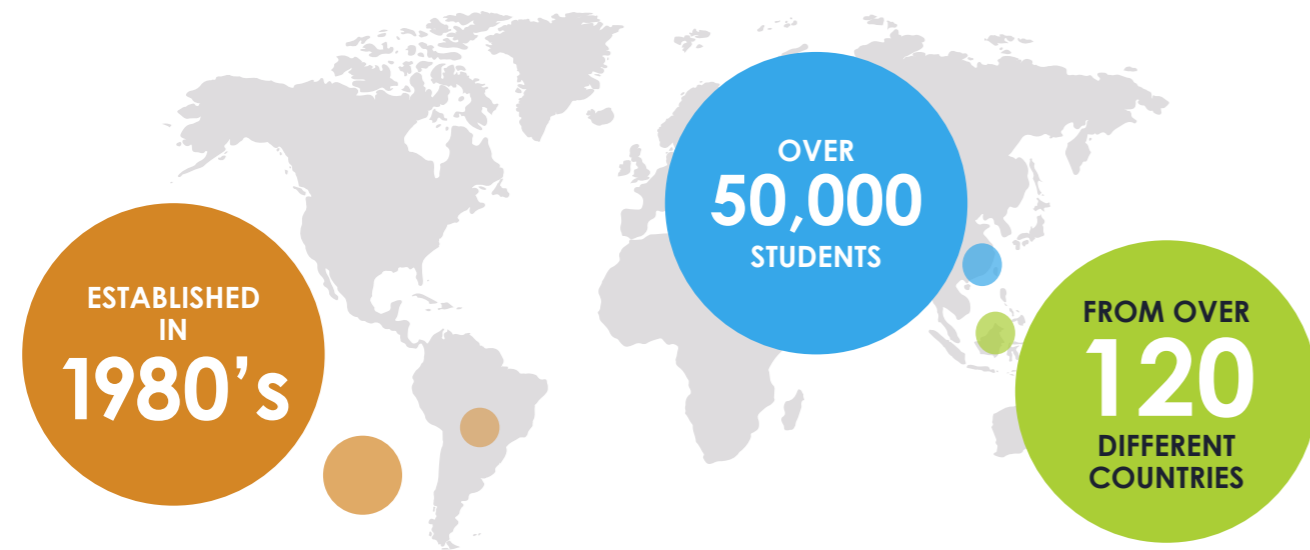 ESTABLISHED
IN
1980’s
OVER
50,000
STUDENTS
FROM OVER
120
DIFFERENT
COUNTRIES